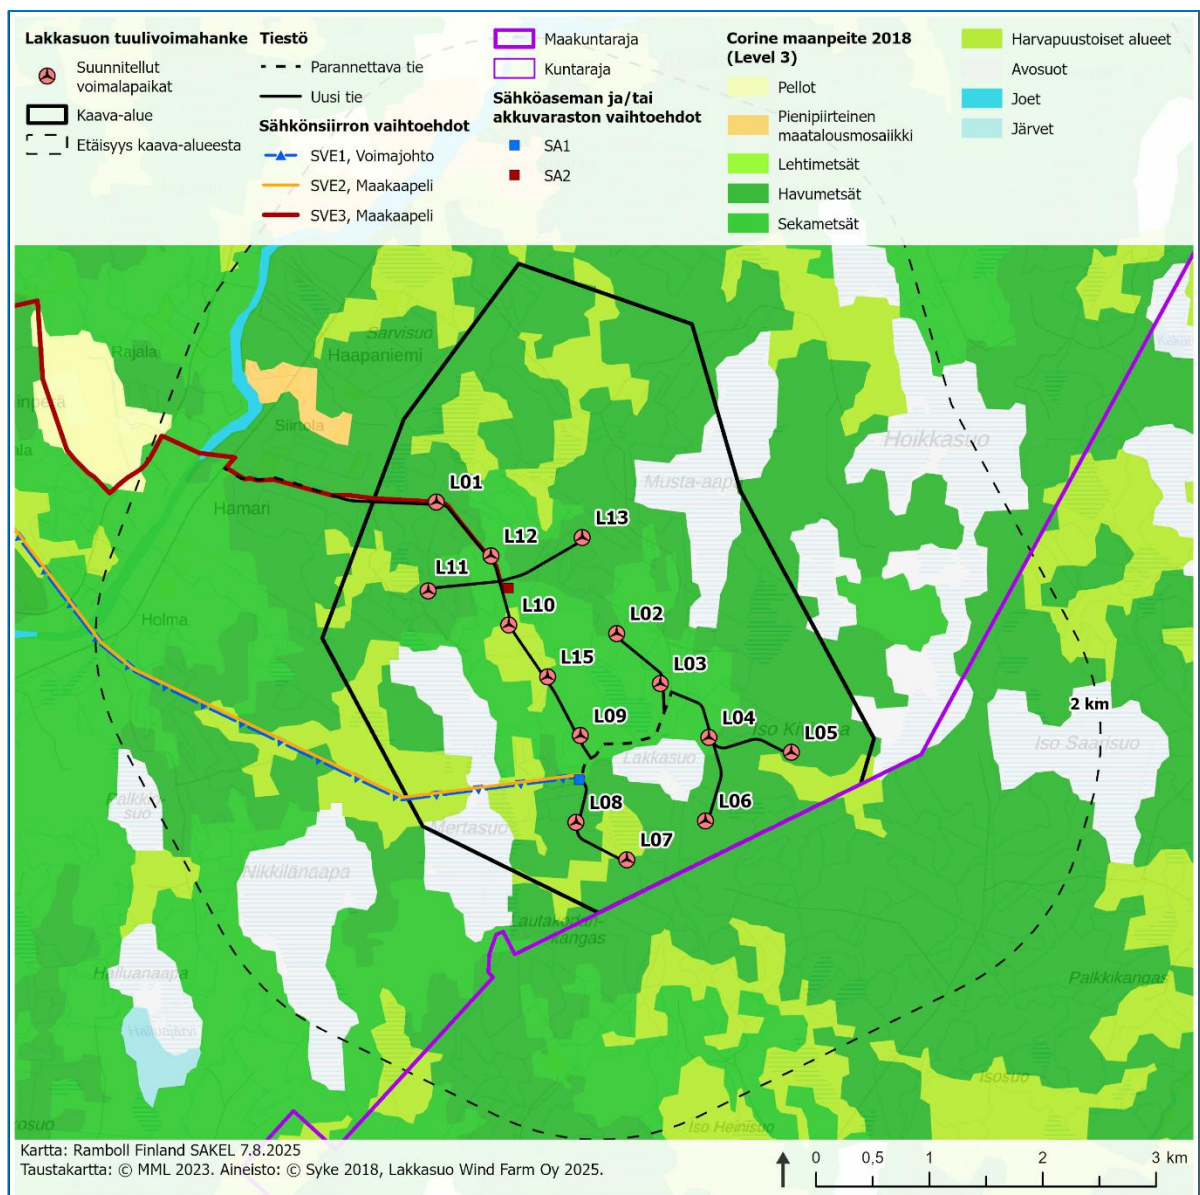 Lakkasuon tuulivoimahanke
Suunnitellut
voimalapaikat
Kaava-alue
Etäisyys kaava-alueesta
Tiestö
Parannettava tie
Uusi tie
Sähkönsiirron vaihtoehdot
SVE1, Voimajohto
SVE2, Maakaapeli
SVE3, Maakaapeli
Maakuntaraja
Kuntaraja
Sähköaseman ja/tai
akkuvaraston vaihtoehdot
SA1
SA2
Corine maanpeite 2018
(Level 3)
Pellot
Pienipiirteinen
maatalousmosaiikki
Lehtimetsät
Havumetsät
Sekametsät
Harvapuustoiset alueet
Avosuot
Joet
Järvet
Sarvisuo
Haapaniemi
Rajala
Siirtola
Hoikkasuo
Hamari
L01
L13
L12
L11
L10
Holma
L02
L15
L03
L09
L04
L05
2 km
Iso Saarisuo
Lakkasuo
L08
L06
L07
Mertasuo
Nikkilänaapa
Halluanaapa
Halluajärvi
kangas
Palkkikangas
Isosuo
Iso Heinisuo
Kartta: Ramboll Finland SAKEL 7.8.2025
Taustakartta: © MML 2023. Aineisto: © Syke 2018, Lakkasuo Wind Farm Oy 2025.
0 0,5 1 2 3 km